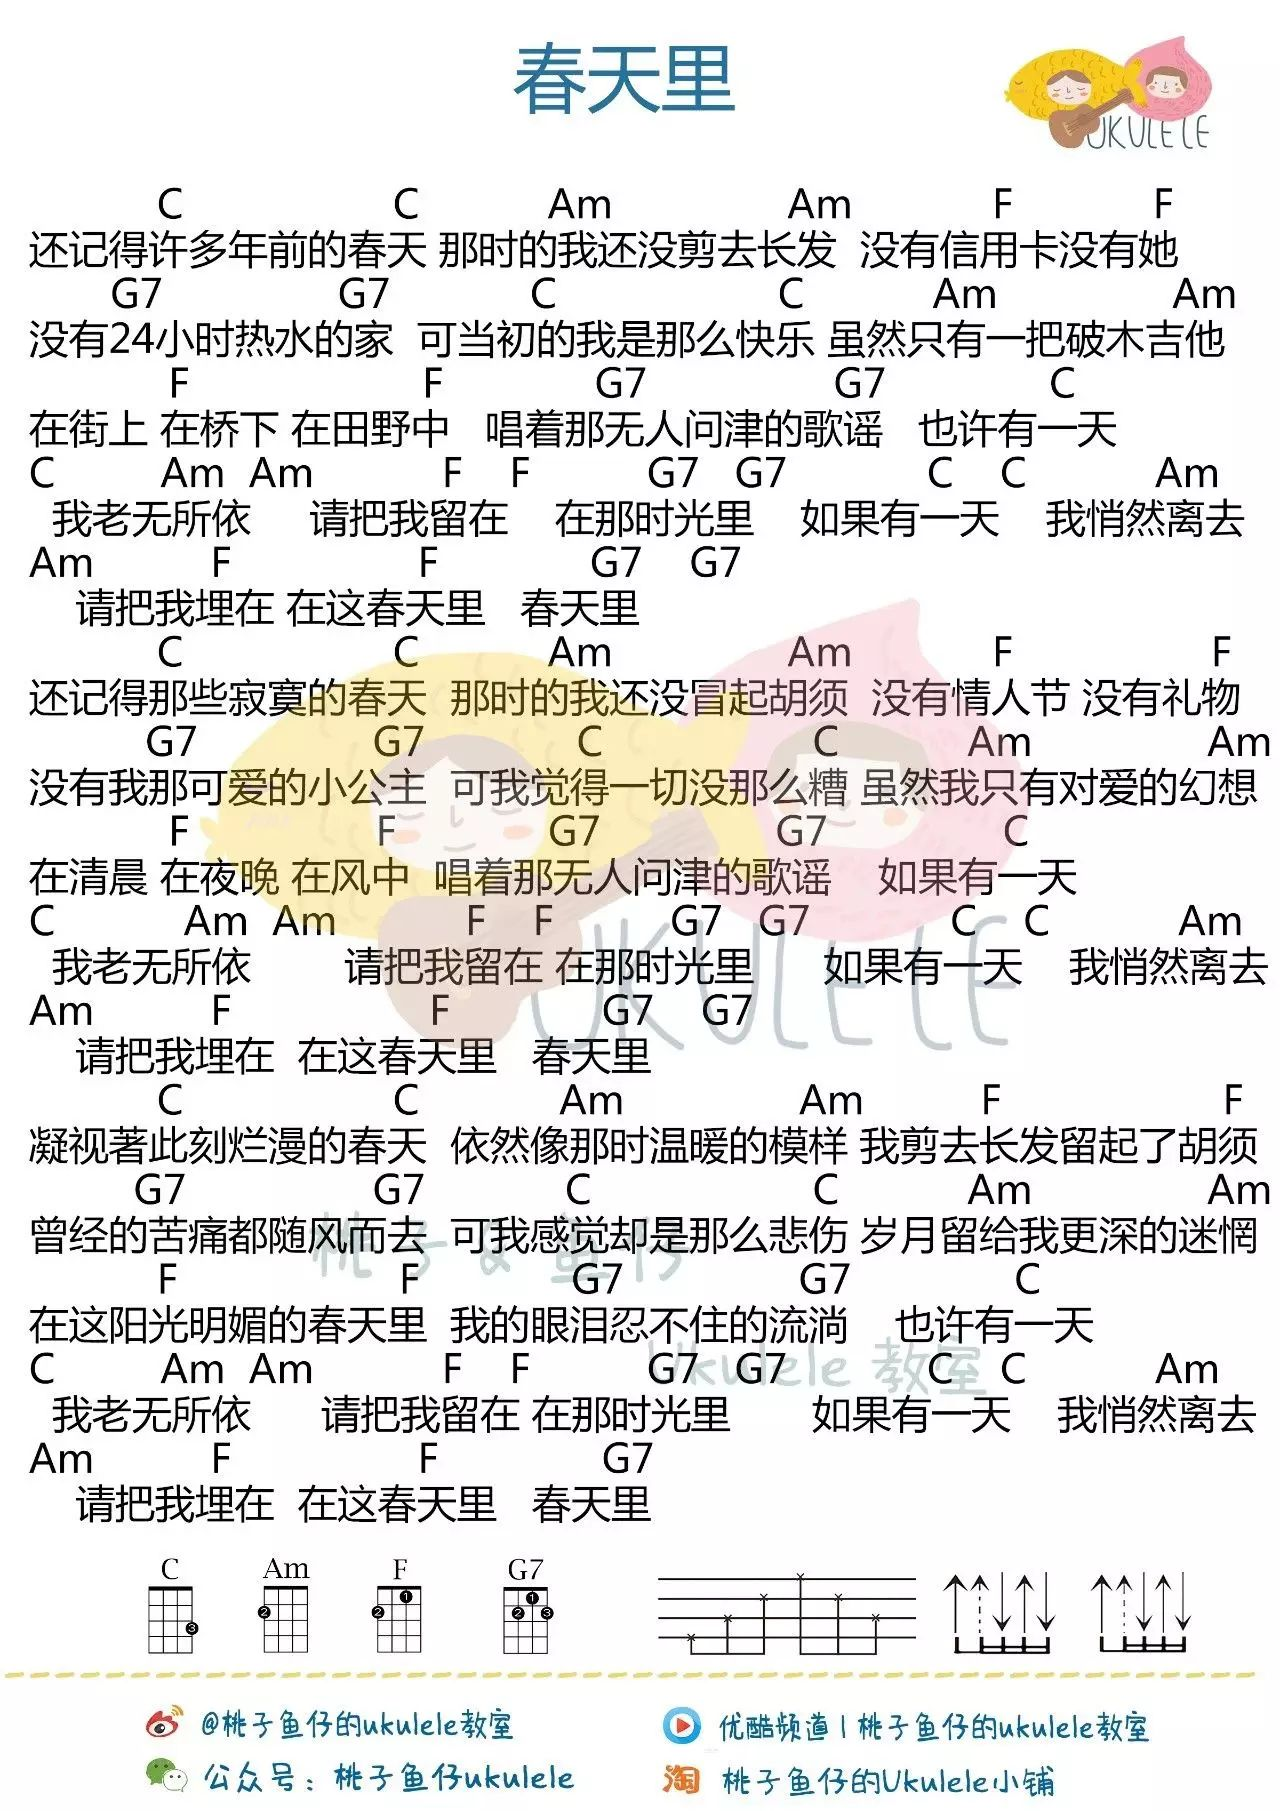 春天里
UKULELE
C C Am Am F F
还记得许多年前的春天 那时的我还没剪去长发 没有信用卡没有她
G7 G7 C C Am Am
没有24小时热水的家 可当初的我是那么快乐 虽然只有一把破木吉他
F F G7 G7 C
在街上 在桥下 在田野中 唱着那无人问津的歌谣 也许有一天
C Am Am F F G7 G7 C C Am
我老无所依 请把我留在 在那时光里 如果有一天 我悄然离去
Am F F G7 G7
请把我埋在 在这春天里 春天里
C C Am Am F F
还记得那些寂寞的春天 那时的我还没冒起胡须 没有情人节 没有礼物
G7 G7 C C Am Am
没有我那可爱的小公主 可我觉得一切没那么糟 虽然我只有对爱的幻想
F F G7 G7 C
在清晨 在夜晚 在风中 唱着那无人问津的歌谣 如果有一天
C Am Am F F G7 G7 C C Am
我老无所依 请把我留在 在那时光里 如果有一天 我悄然离去
Am F F G7 G7
请把我埋在 在这春天里 春天里
UKULELE
C C Am Am F F
凝视著此刻烂漫的春天 依然像那时温暖的模样 我剪去长发留起了胡须
G7 G7 C C Am Am
曾经的苦痛都随风而去 可我感觉却是那么悲伤 岁月留给我更深的迷惘
桃子&鱼仔
F F G7 G7 C
在这阳光明媚的春天里 我的眼泪忍不住的流淌 也许有一天
Ukulele 教室
C Am Am F F G7 G7 C C Am
我老无所依 请把我留在 在那时光里 如果有一天 我悄然离去
Am F F G7
请把我埋在 在这春天里 春天里
C Am F G7
3 2 2 1 2 1 3
@桃子鱼仔的ukulele教室
优酷频道 | 桃子鱼仔的ukulele教室
公众号：桃子鱼仔ukulele
淘 桃子鱼仔的Ukulele小铺